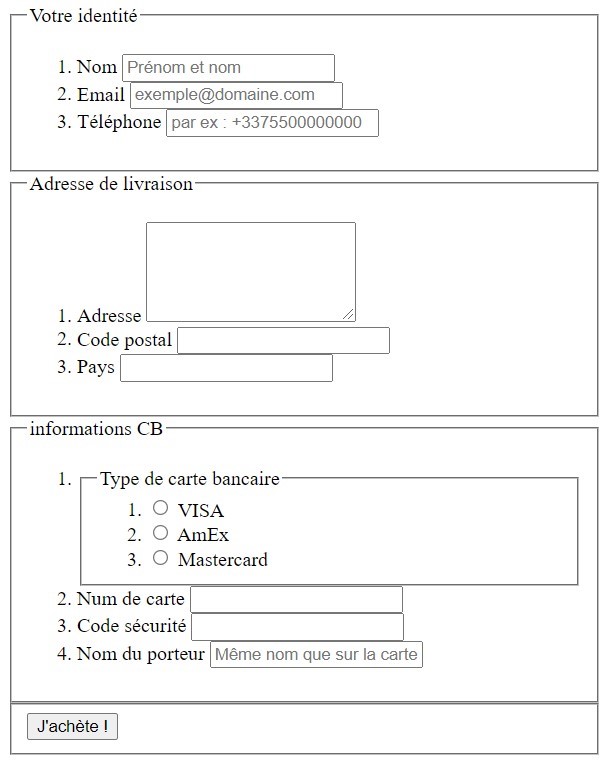 Votre identité
1. Nom Prénom et nom
2. Email exemple@domaine.com
3. Téléphone par ex : +3375500000000
Adresse de livraison
1. Adresse
2. Code postal
3. Pays
informations CB
1. Type de carte bancaire
1. VISA
2. AmEx
3. Mastercard
2. Num de carte
3. Code sécurité
4. Nom du porteur Même nom que sur la carte
J'achète !